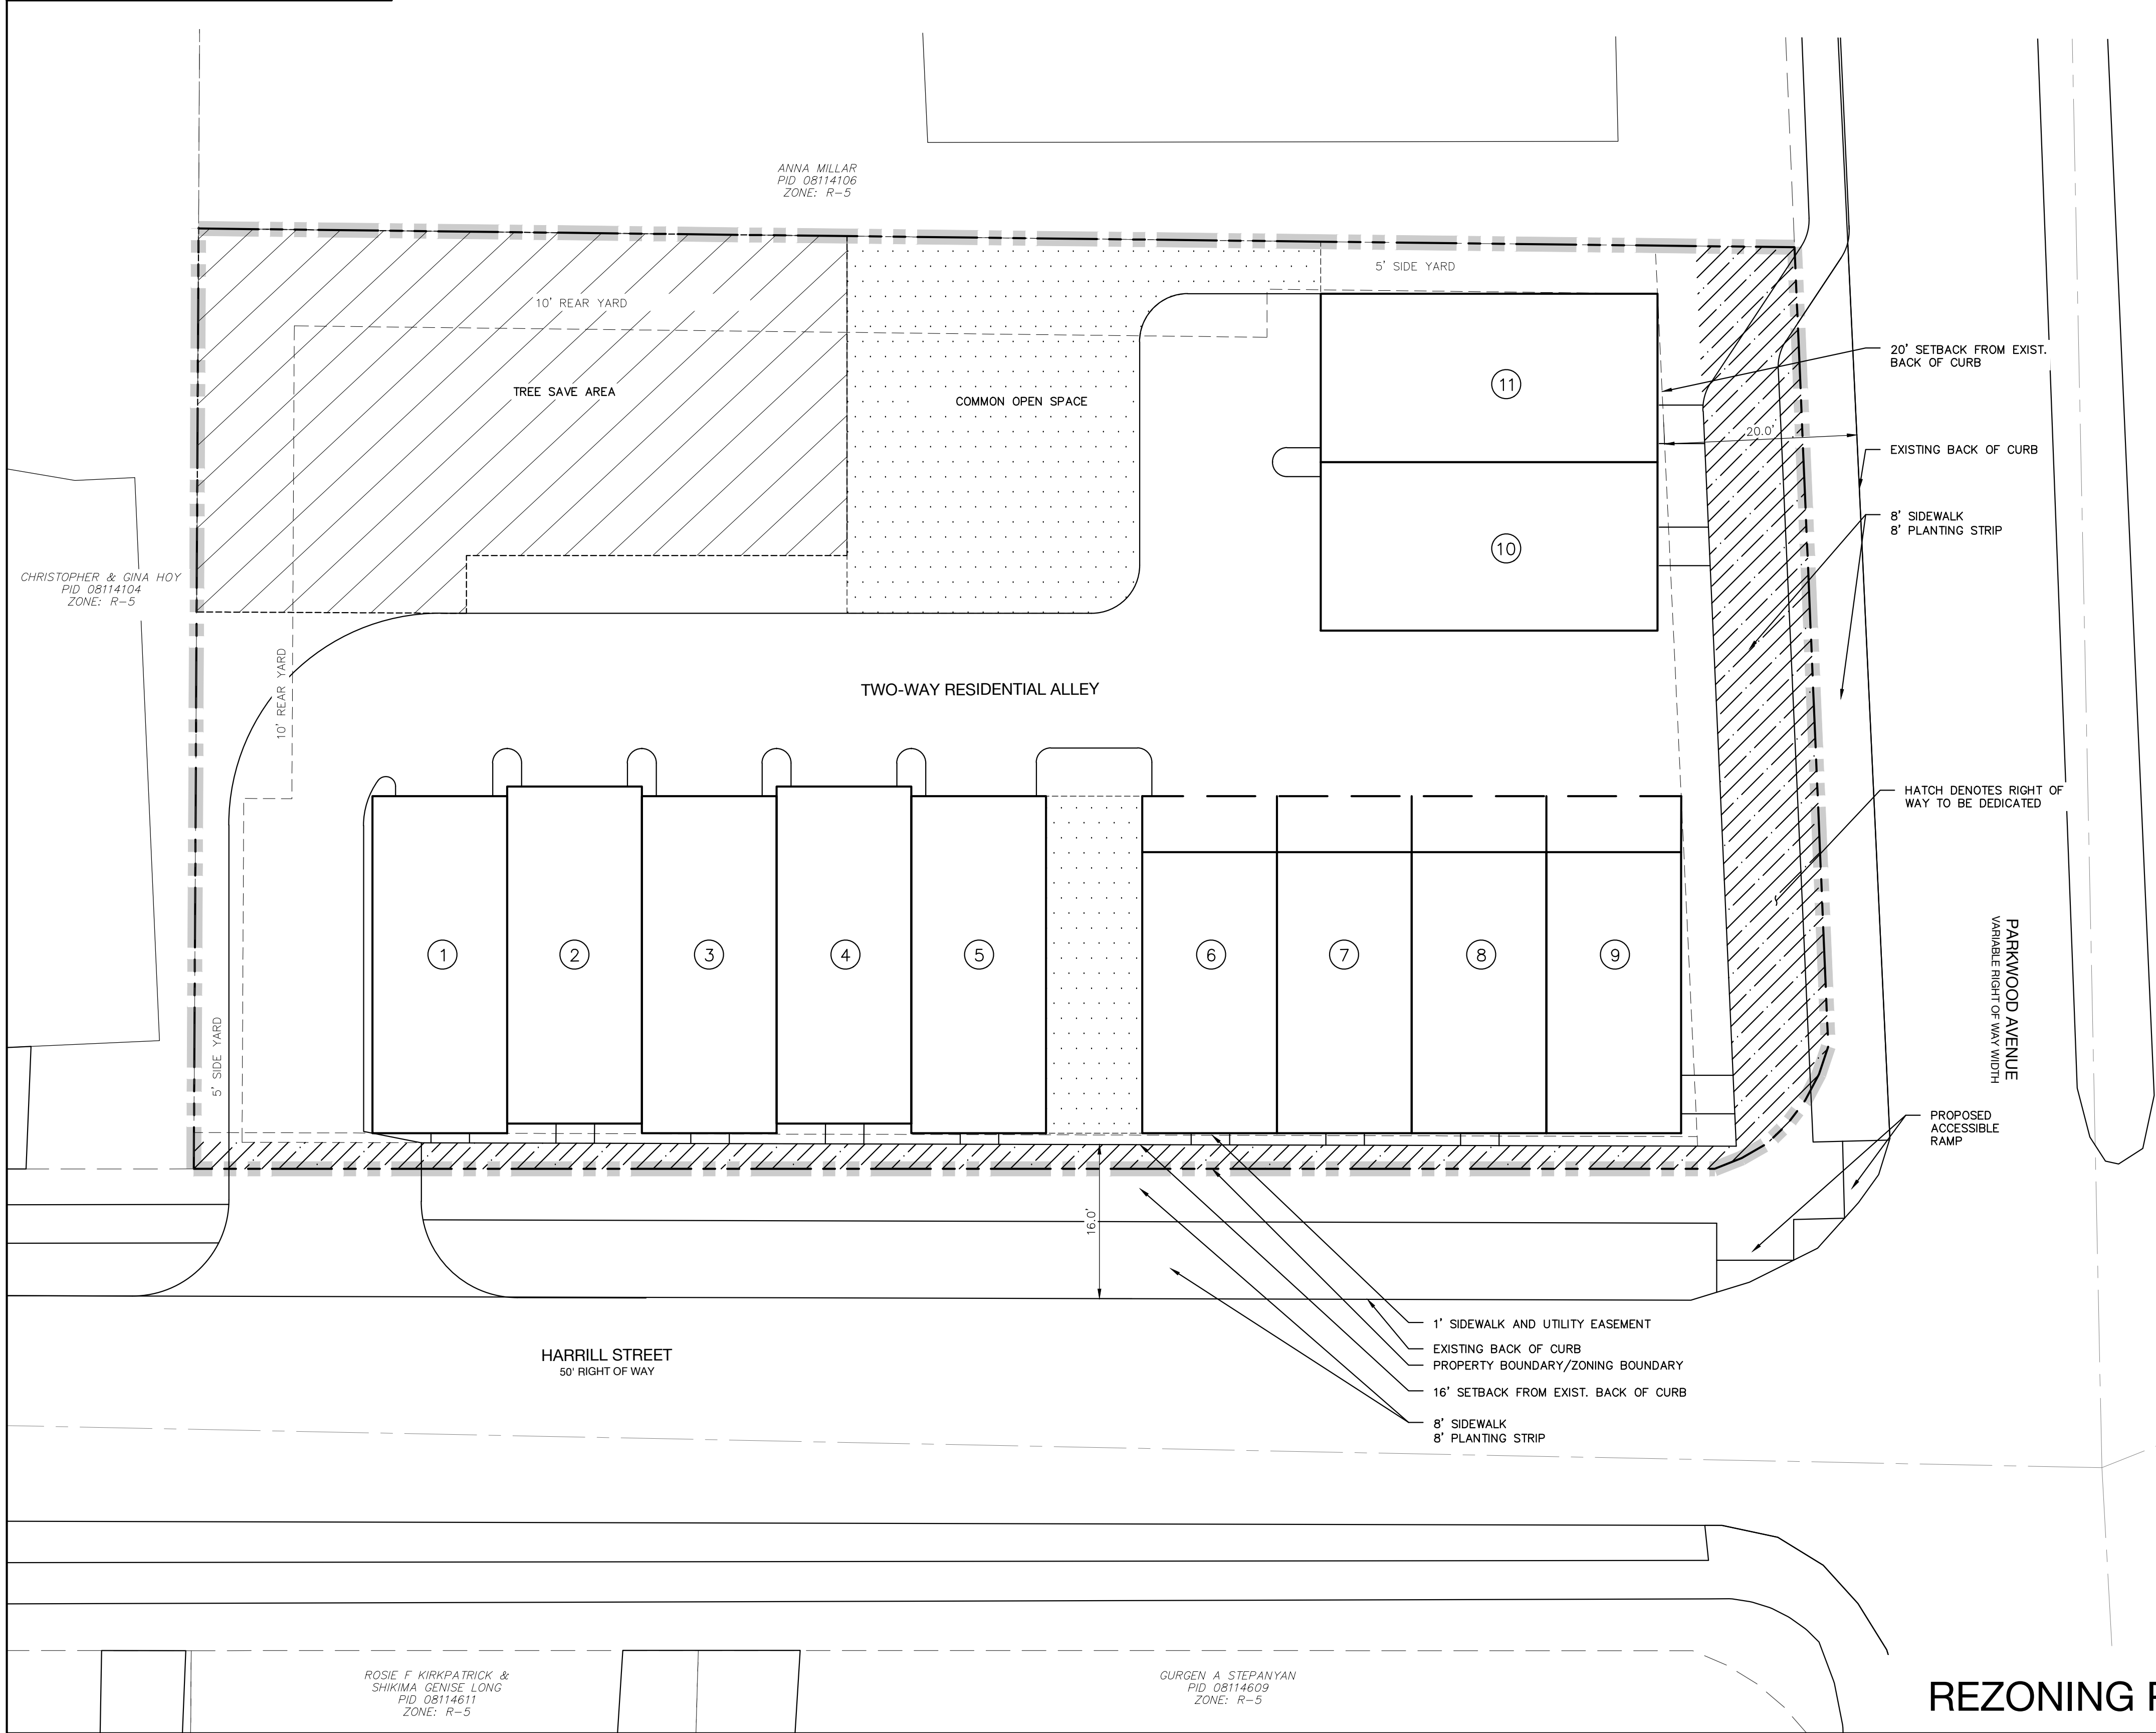 ANNA MILLAR
PID 08114106
ZONE: R-5
5' SIDE YARD
10' REAR YARD
TREE SAVE AREA
COMMON OPEN SPACE
11
20' SETBACK FROM EXIST.
BACK OF CURB
20.0'
EXISTING BACK OF CURB
8' SIDEWALK
8' PLANTING STRIP
10
CHRISTOPHER & GINA HOY
PID 08114104
ZONE: R-5
10' REAR YARD
TWO-WAY RESIDENTIAL ALLEY
HATCH DENOTES RIGHT OF
WAY TO BE DEDICATED
1
2
3
4
5
6
7
8
9
PARKWOOD AVENUE
VARIABLE RIGHT OF WAY WIDTH
5' SIDE YARD
PROPOSED
ACCESSIBLE
RAMP
16.0'
1' SIDEWALK AND UTILITY EASEMENT
EXISTING BACK OF CURB
PROPERTY BOUNDARY/ZONING BOUNDARY
16' SETBACK FROM EXIST. BACK OF CURB
8' SIDEWALK
8' PLANTING STRIP
HARRILL STREET
50' RIGHT OF WAY
ROSIE F KIRKPATRICK &
SHIKIMA GENISE LONG
PID 08114611
ZONE: R-5
GURGEN A STEPANYAN
PID 08114609
ZONE: R-5
REZONING